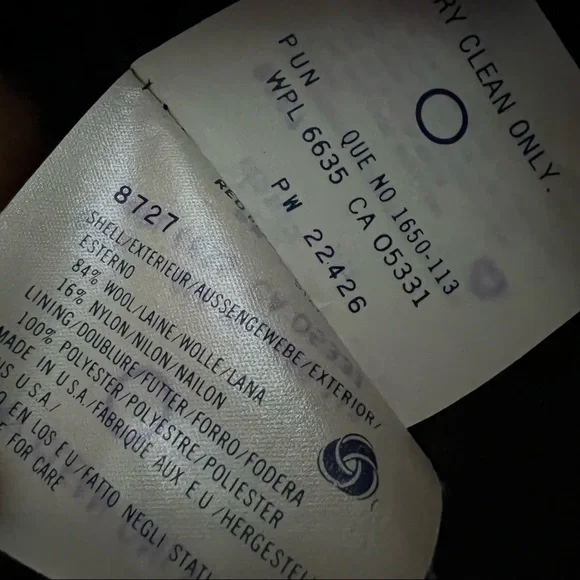 RY CLEAN ONLY.
PUN QUE NO 1650-113
WPL 6635 CA 05331
PW 22426
8727
SHELL/EXTERIEUR/AUSSENGEWEBE/EXTERIOR/
ESTERNO
84% WOOL/LAINE/WOLLE/LANA
16% NYLON/NILON/NAILON
LINING/DOUBLURE/FUTTER/FORRO/FODERA
100% POLYESTER/POLYESTRE/POLIESTER
MADE IN U.S.A./FABRIQUE AUX E U/HERGESTEL
US U S A/
O EN LOS E U/FATTO NEGLI STATI
E FOR CARE